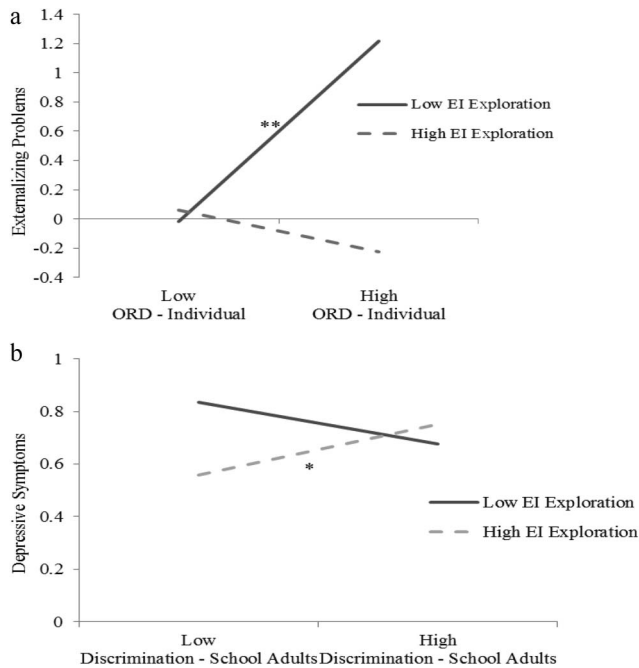 a
1.4
1.2
1
0.8
0.6
0.4
0.2
0
-0.2
-0.4
Externalizing Problems
**
Low EI Exploration
High EI Exploration
Low High
ORD - Individual ORD - Individual
b
1
0.8
0.6
0.4
0.2
0
Depressive Symptoms
*
Low EI Exploration
High EI Exploration
Low High
Discrimination - School Adults Discrimination - School Adults